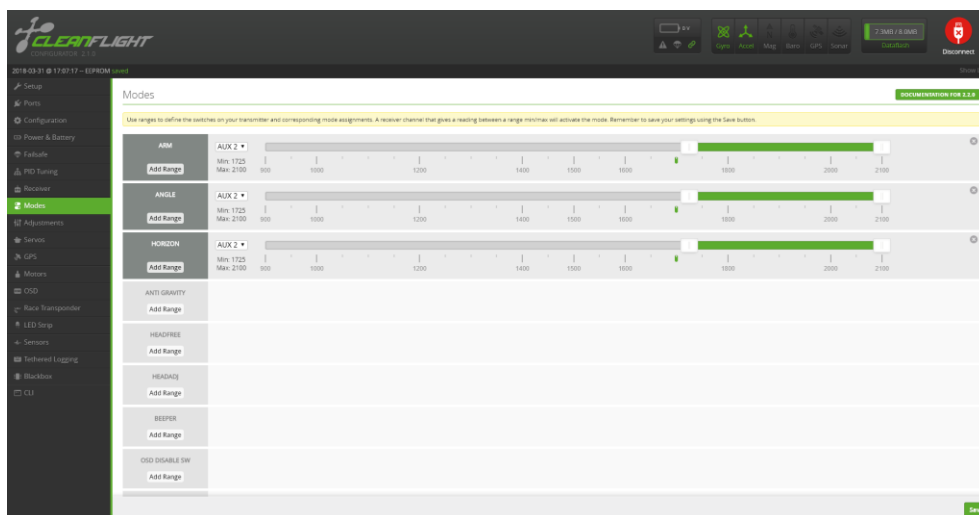 CLEANFLIGHT
CONFIGURATOR 2.1.0
0 V
Gyro Accel Mag Baro GPS Sonar
7.5MB / 8.0MB
Dataflash
Disconnect
2018-03-31 @ 17:07:17 -- EEPROM saved
Setup
Ports
Configuration
Power & Battery
Failsafe
PID Tuning
Receiver
Modes
Adjustments
Servos
GPS
Motors
OSD
Race Transponder
LED Strip
Sensors
Tethered Logging
Blackbox
CLI
Modes
Use ranges to define the switches on your transmitter and corresponding mode assignments. A receiver channel that gives a reading between a range min/max will activate the mode. Remember to save your settings using the Save button.
ARM
Add Range
AUX 2
Min: 1725
Max: 2100
900 1000 1200 1400 1500 1600 1800 2000 2100
ANGLE
Add Range
AUX 2
Min: 1725
Max: 2100
900 1000 1200 1400 1500 1600 1800 2000 2100
HORIZON
Add Range
AUX 2
Min: 1725
Max: 2100
900 1000 1200 1400 1500 1600 1800 2000 2100
ANTI GRAVITY
Add Range
HEADFREE
Add Range
HEADADJ
Add Range
BEEPER
Add Range
OSD DISABLE SW
Add Range